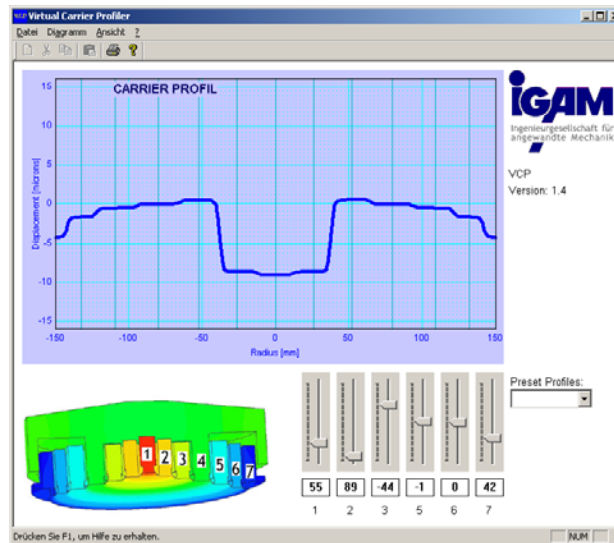 VCP Virtual Carrier Profiler
Datei Diagramm Ansicht ?
CARRIER PROFIL
15
10
5
0
-5
-10
-15
Displacement [microns]
-150 -100 -50 0 50 100 150
Radius [mm]
iGAM
Ingenieurgesellschaft für
angewandte Mechanik
VCP
Version: 1.4
Preset Profiles:
1 2 3 4 5 6 7
55 89 -44 -1 0 42
1 2 3 5 6 7
Drücken Sie F1, um Hilfe zu erhalten.
NUM